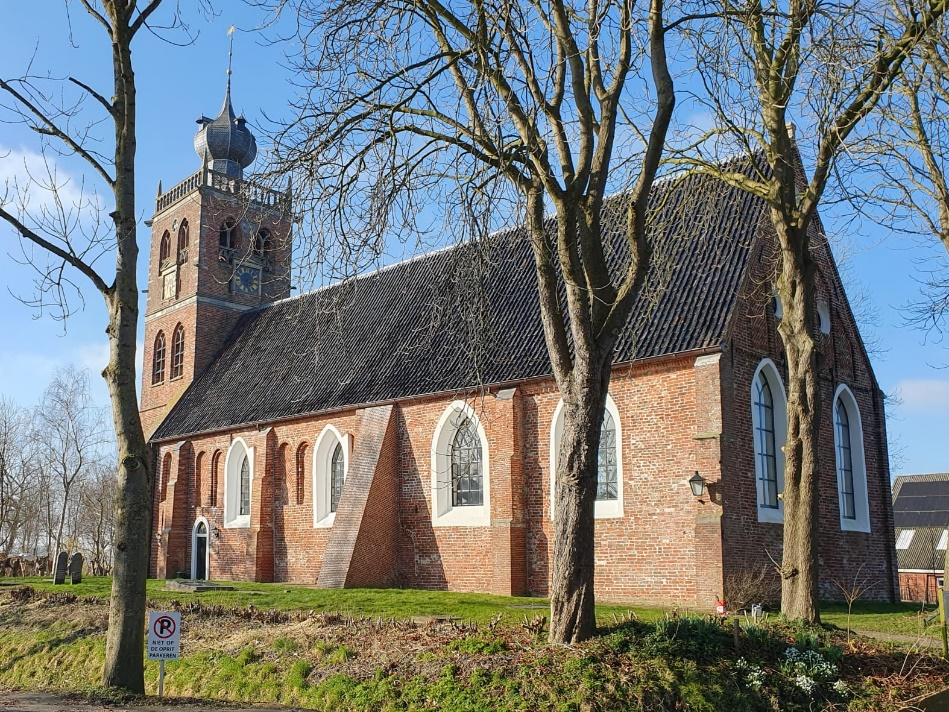 P
NIET OP
DE OPRIT
PARKEREN